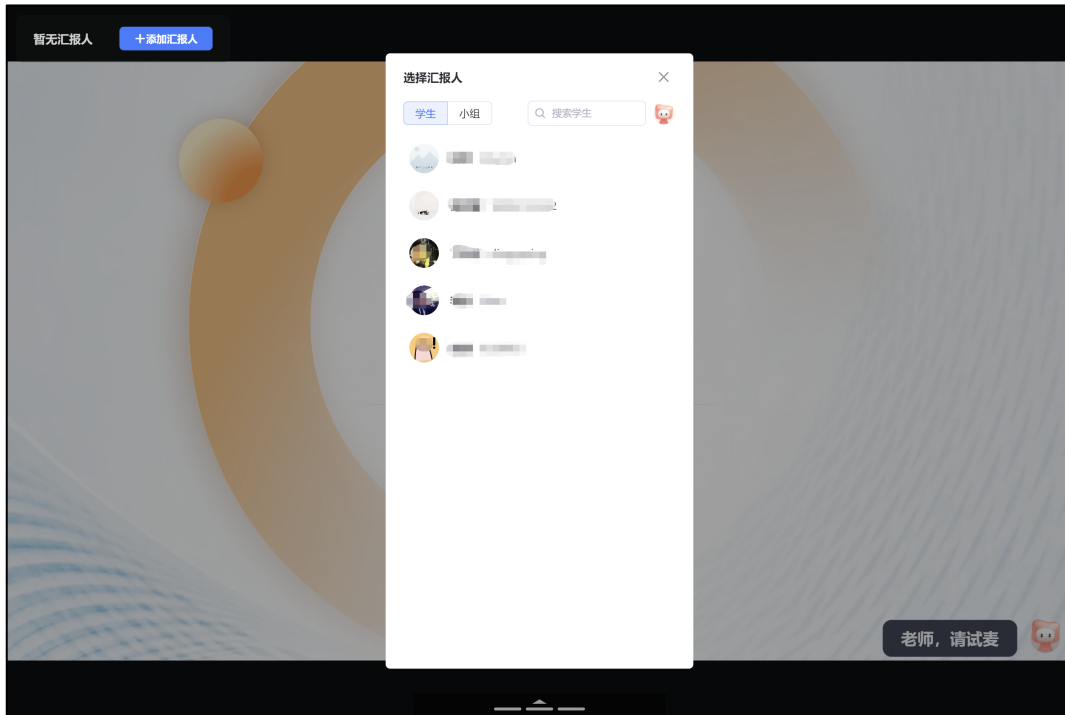 暂无汇报人
+添加汇报人
选择汇报人
学生
小组
搜索学生
老师，请试麦